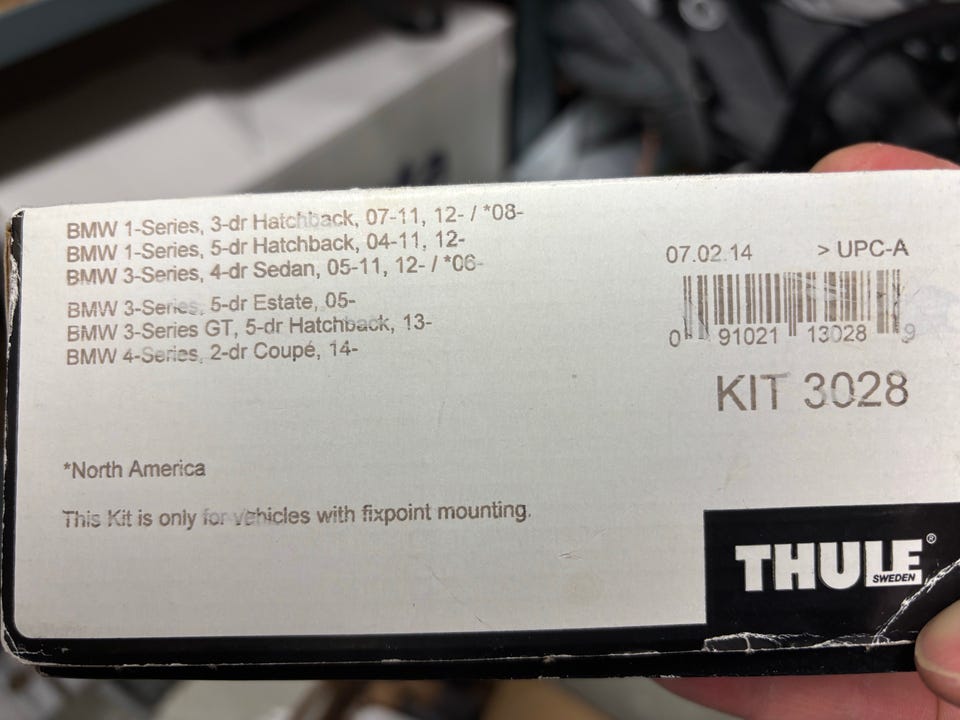 BMW 1-Series, 3-dr Hatchback, 07-11, 12- / *08-
BMW 1-Series, 5-dr Hatchback, 04-11, 12-
BMW 3-Series, 4-dr Sedan, 05-11, 12- / *06-
BMW 3-Series, 5-dr Estate, 05-
BMW 3-Series GT, 5-dr Hatchback, 13-
BMW 4-Series, 2-dr Coupé, 14-
*North America
This Kit is only for vehicles with fixpoint mounting.
07.02.14 > UPC-A
0 91021 13028 9
KIT 3028
THULE®
SWEDEN